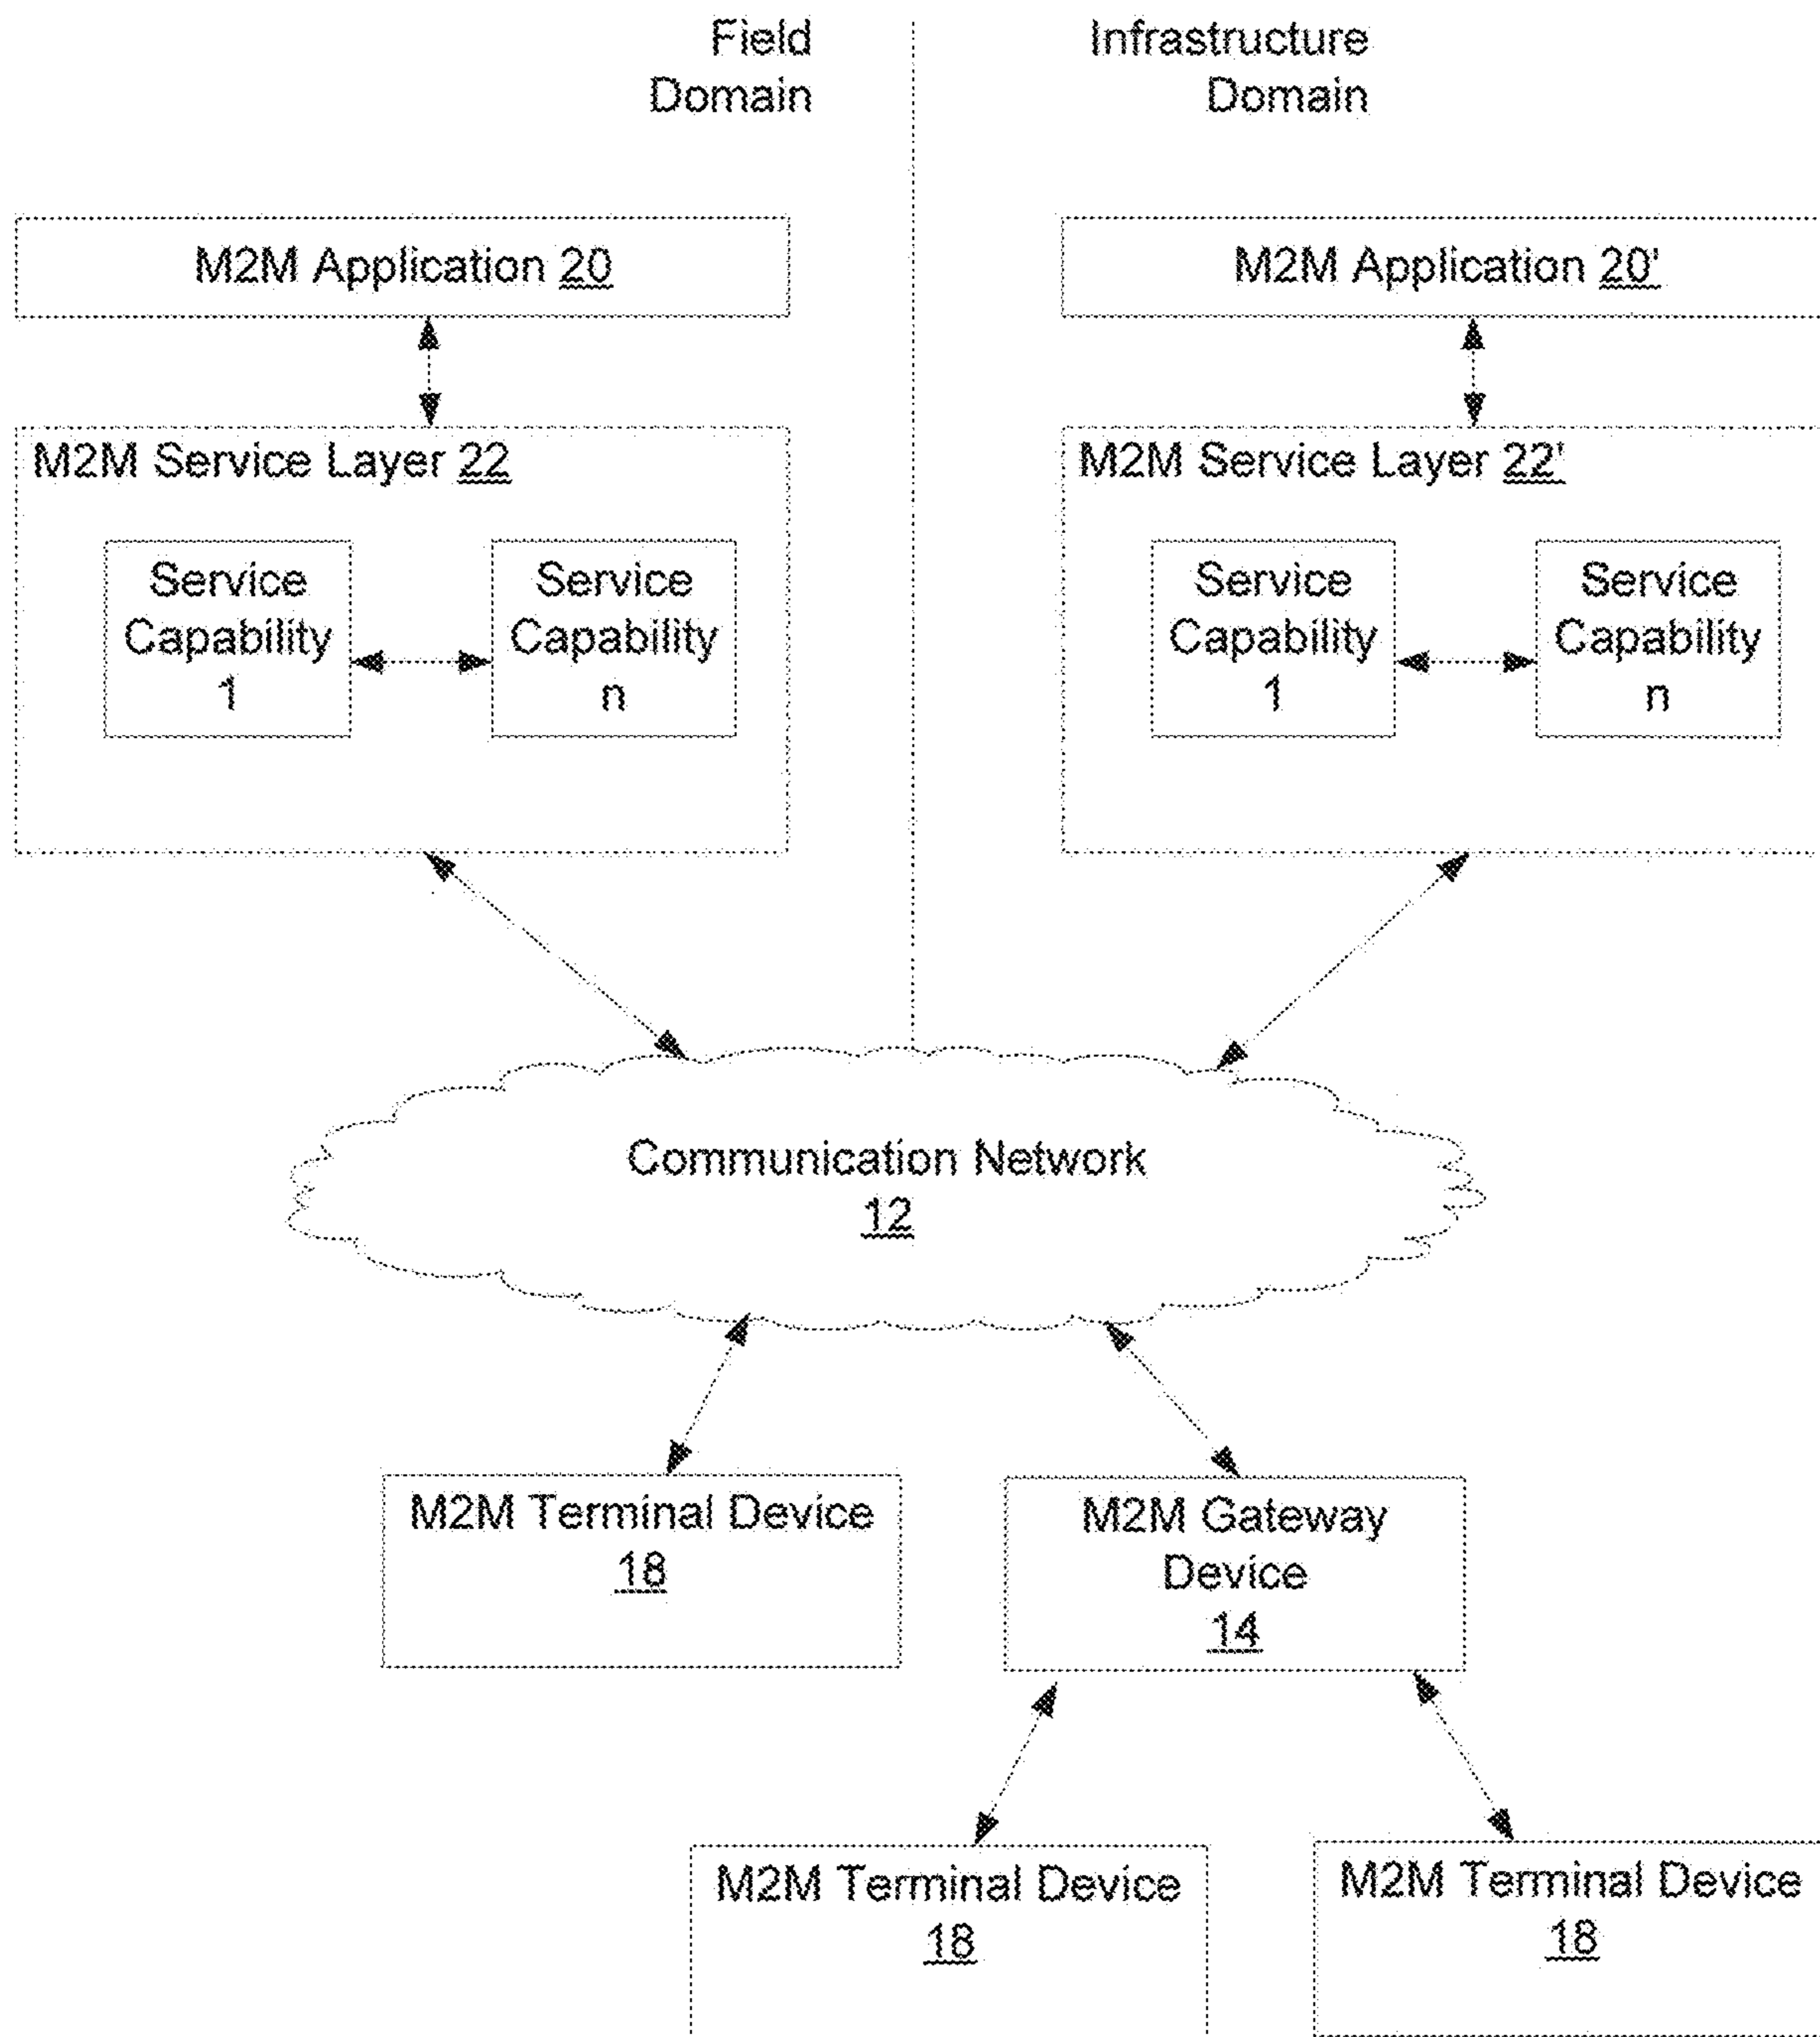 Field
Domain
Infrastructure
Domain
M2M Application 20
M2M Application 20'
M2M Service Layer 22
Service
Capability
1
Service
Capability
n
M2M Service Layer 22'
Service
Capability
1
Service
Capability
n
Communication Network
12
M2M Terminal Device
18
M2M Gateway
Device
14
M2M Terminal Device
18
M2M Terminal Device
18